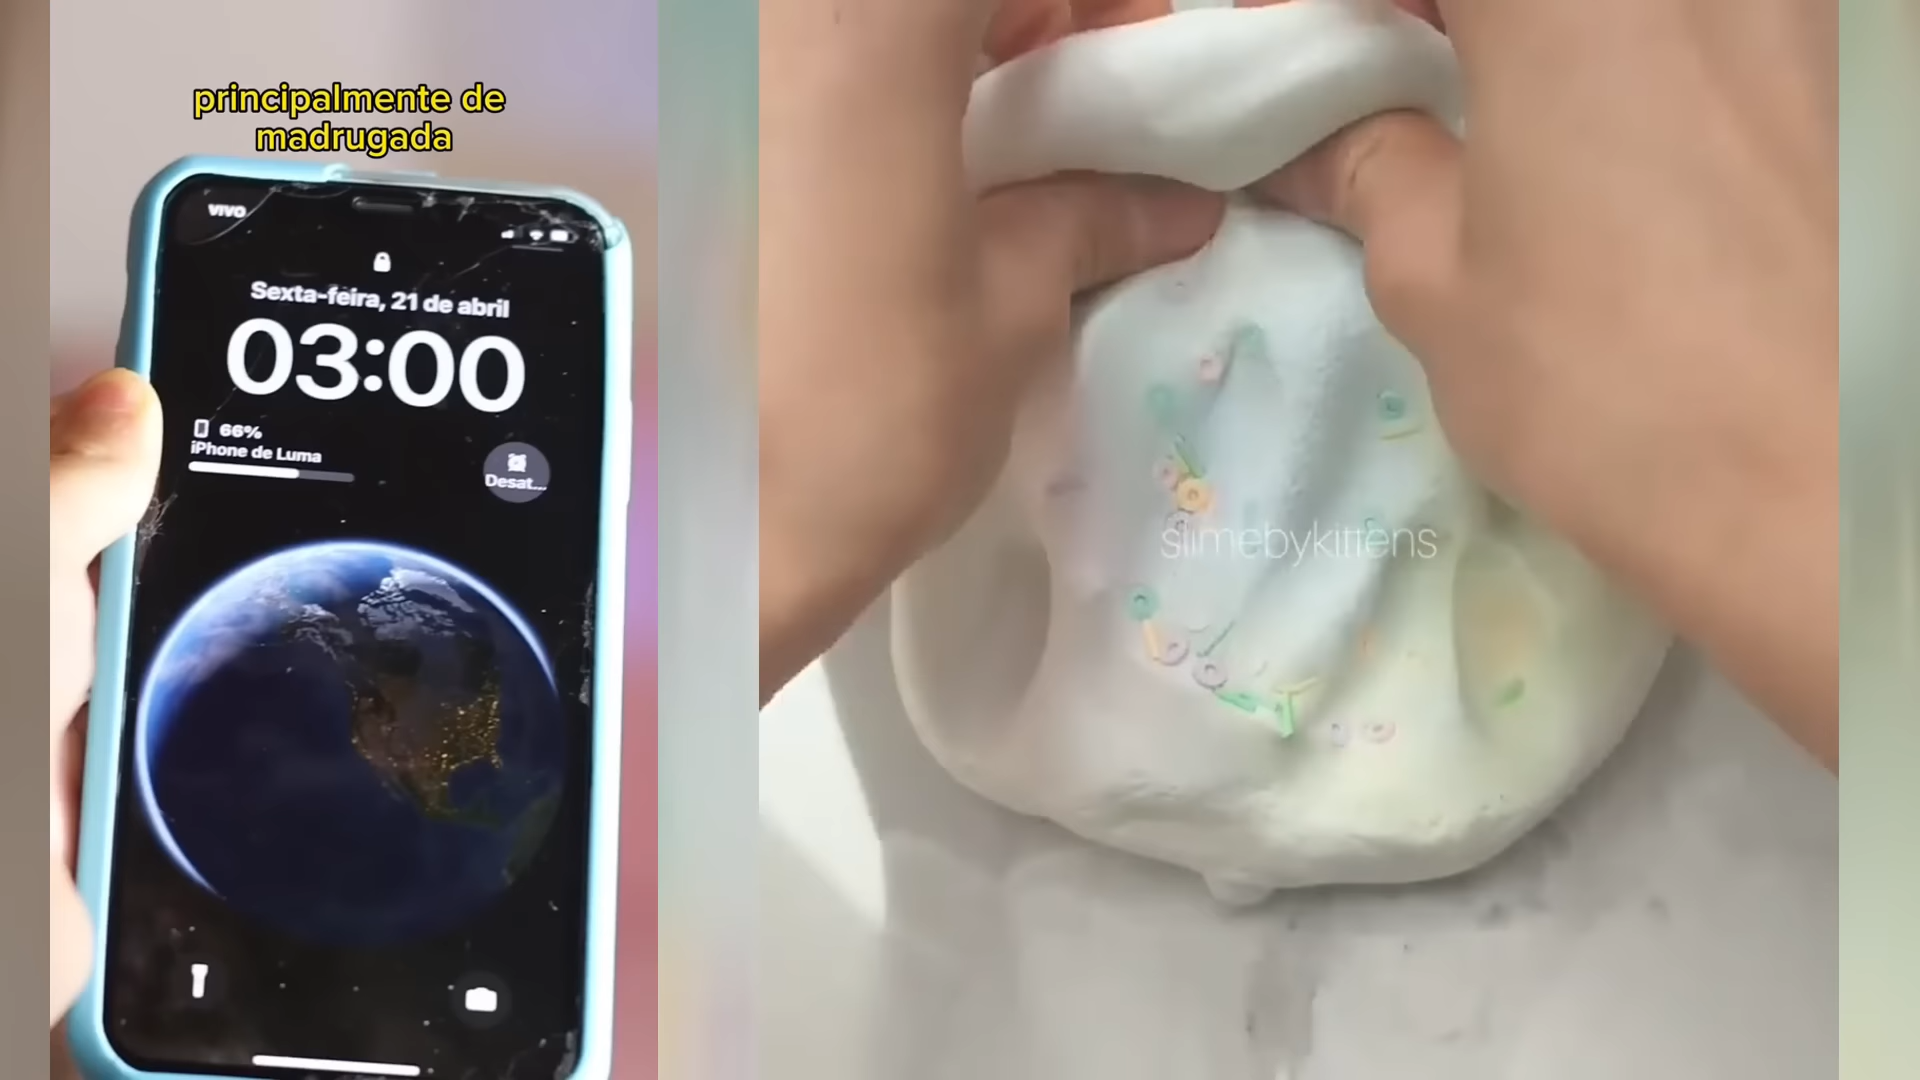 principalmente de
madrugada
VIVO
Sexta-feira, 21 de abril
03:00
66%
iPhone de Luma
Desat...
slimebykittens